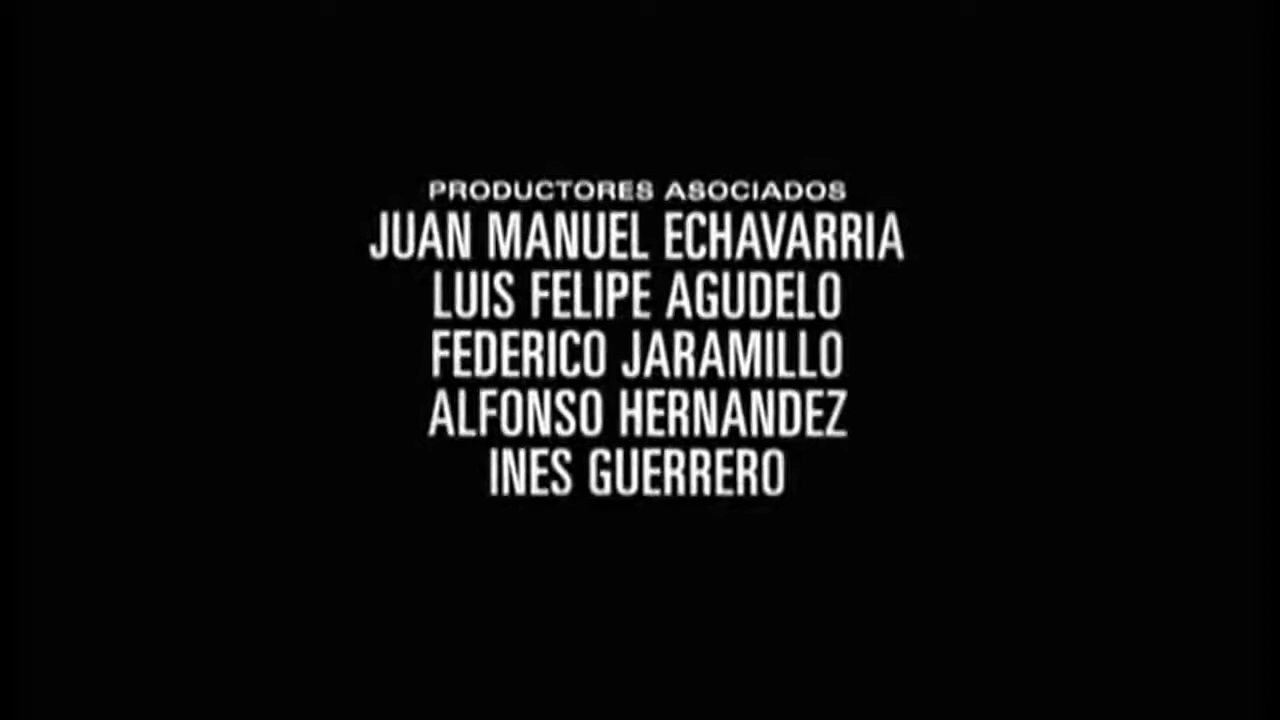 PRODUCTORES ASOCIADOS
JUAN MANUEL ECHAVARRIA
LUIS FELIPE AGUDELO
FEDERICO JARAMILLO
ALFONSO HERNANDEZ
INES GUERRERO